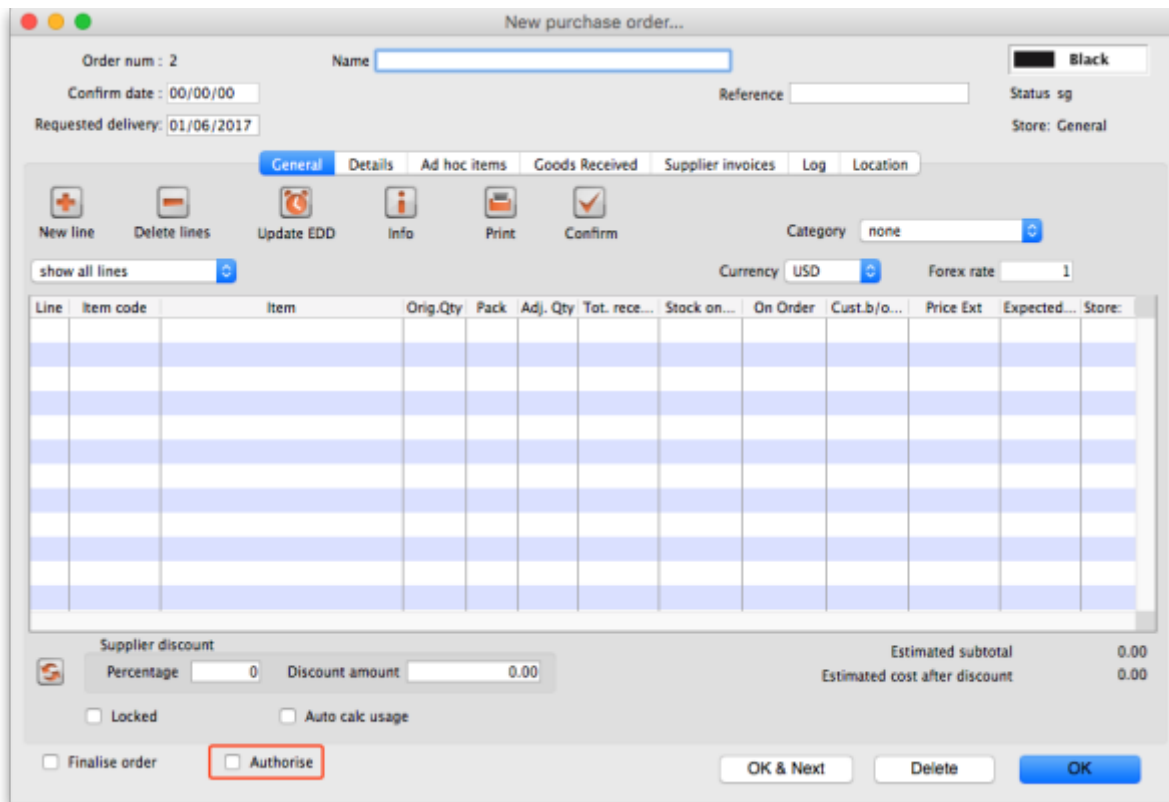 New purchase order...
Order num : 2
Name
Black
Confirm date : 00/00/00
Reference
Status sg
Requested delivery: 01/06/2017
Store: General
General Details Ad hoc items Goods Received Supplier invoices Log Location
New line Delete lines Update EDD Info Print Confirm
Category none
show all lines
Currency USD Forex rate 1
Line Item code Item Orig.Qty Pack Adj. Qty Tot. rece... Stock on... On Order Cust.b/o... Price Ext Expected... Store:
Supplier discount
Percentage 0 Discount amount 0.00
Estimated subtotal 0.00
Estimated cost after discount 0.00
Locked Auto calc usage
Finalise order Authorise
OK & Next Delete OK